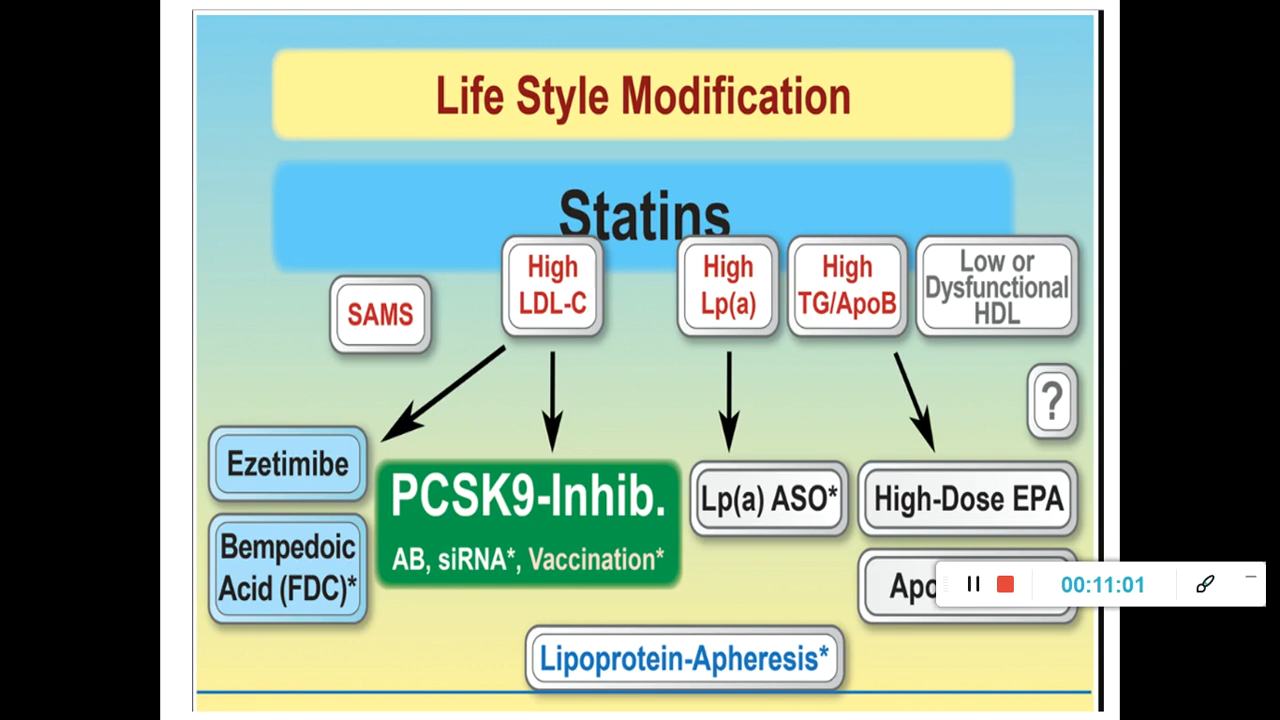 Life Style Modification
Statins
SAMS
High
LDL-C
High
Lp(a)
High
TG/ApoB
Low or
Dysfunctional
HDL
?
Ezetimibe
Bempedoic
Acid (FDC)*
PCSK9-Inhib.
AB, siRNA*, Vaccination*
Lp(a) ASO*
High-Dose EPA
00:11:01
Lipoprotein-Apheresis*